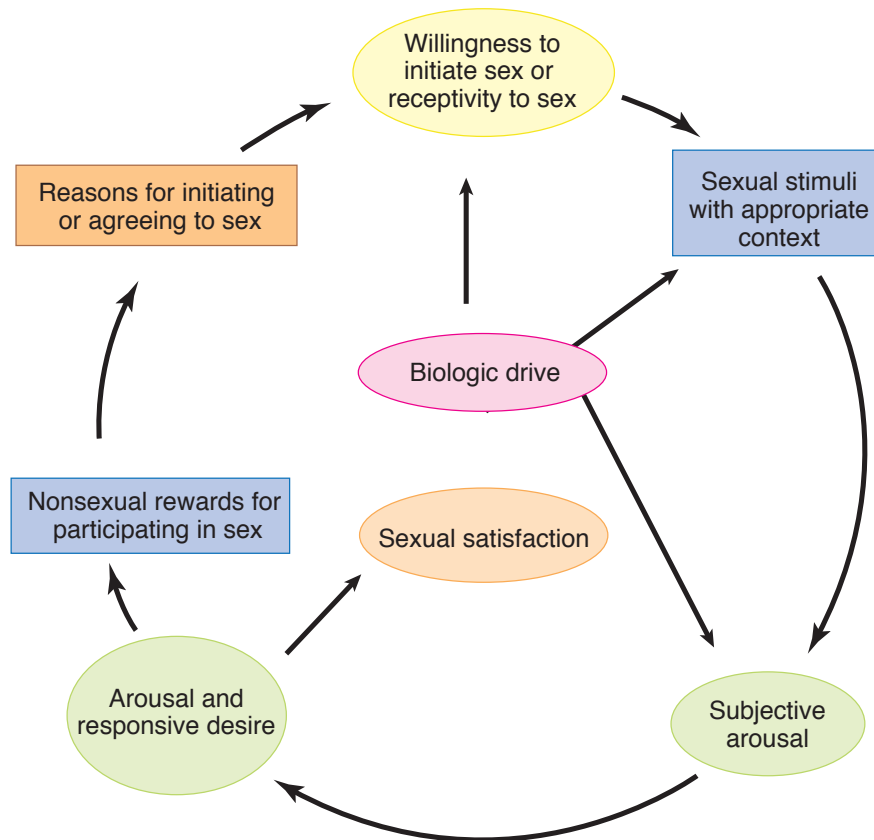 Willingness to
initiate sex or
receptivity to sex
Reasons for initiating
or agreeing to sex
Sexual stimuli
with appropriate
context
Biologic drive
Nonsexual rewards for
participating in sex
Sexual satisfaction
Arousal and
responsive desire
Subjective
arousal